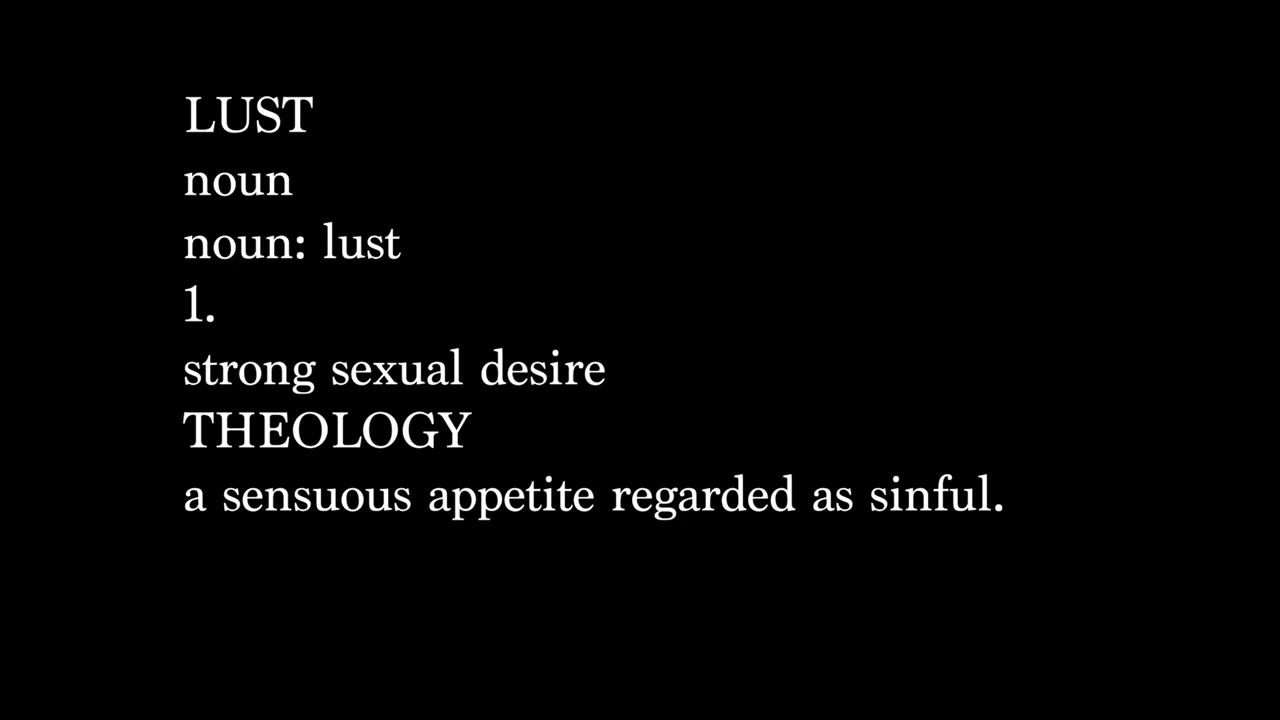 LUST
noun
noun: lust
1.
strong sexual desire
THEOLOGY
a sensuous appetite regarded as sinful.